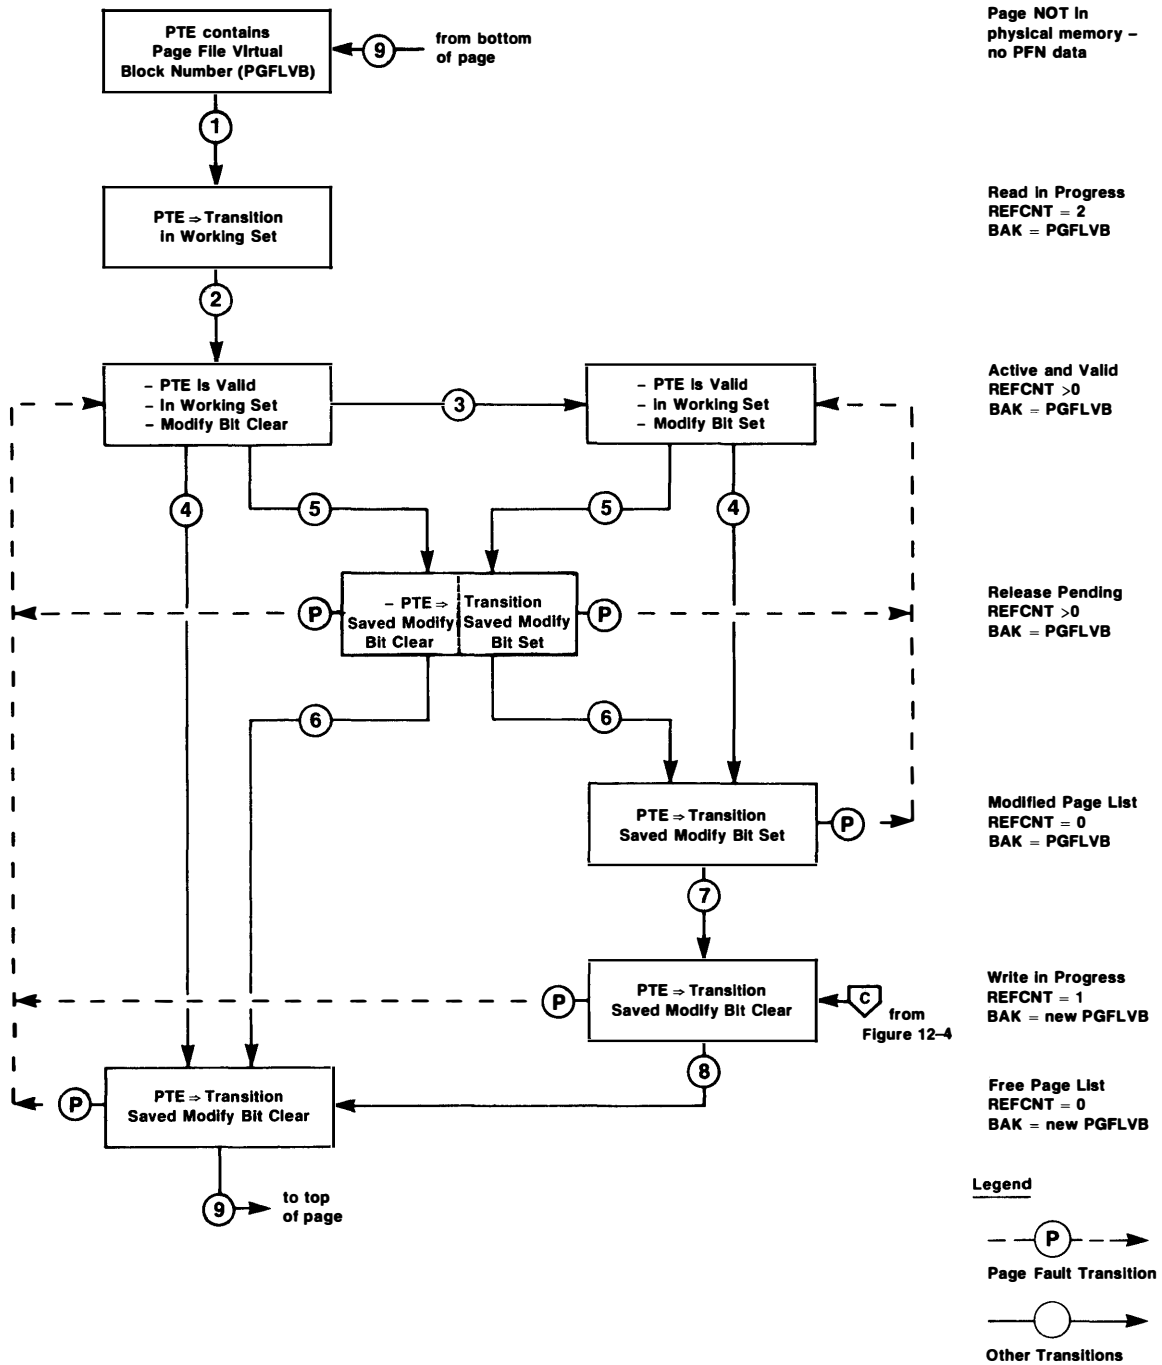 PTE contains
Page File Virtual
Block Number (PGFLVB)
9
from bottom
of page
Page NOT in
physical memory –
no PFN data
1
PTE ⇒ Transition
in Working Set
Read in Progress
REFCNT = 2
BAK = PGFLVB
2
– PTE is Valid
– in Working Set
– Modify Bit Clear
3
– PTE is Valid
– in Working Set
– Modify Bit Set
Active and Valid
REFCNT >0
BAK = PGFLVB
4
5
5
4
P
– PTE ⇒
Saved Modify
Bit Clear
Transition
Saved Modify
Bit Set
P
Release Pending
REFCNT >0
BAK = PGFLVB
6
6
PTE ⇒ Transition
Saved Modify Bit Set
P
Modified Page List
REFCNT = 0
BAK = PGFLVB
7
P
PTE ⇒ Transition
Saved Modify Bit Clear
C
from
Figure 12–4
Write in Progress
REFCNT = 1
BAK = new PGFLVB
8
P
PTE ⇒ Transition
Saved Modify Bit Clear
Free Page List
REFCNT = 0
BAK = new PGFLVB
9
to top
of page
Legend
P
Page Fault Transition
Other Transitions